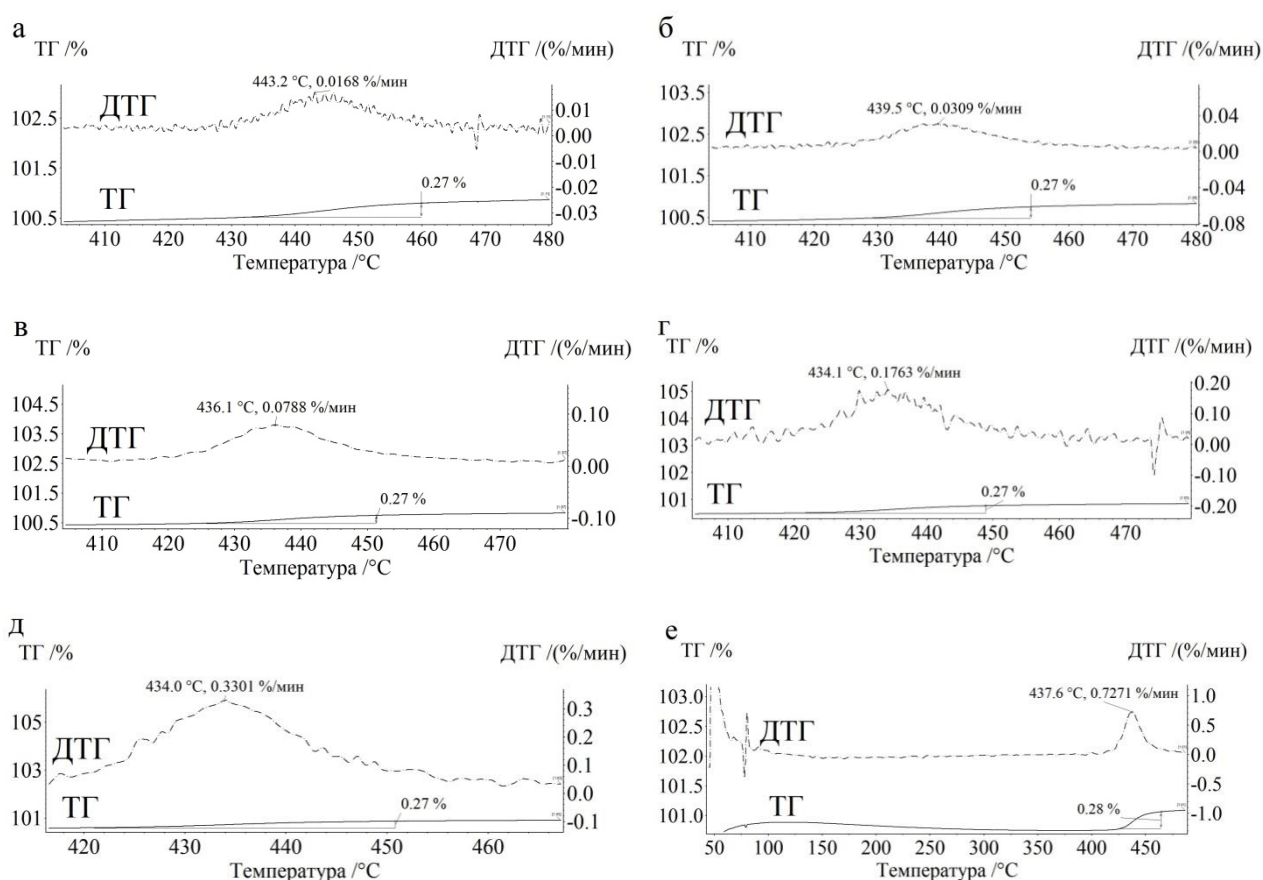 а
ТГ /%
ДТГ /(%/мин)
443.2 °C, 0.0168 %/мин
ДТГ
102.5
101.5
100.5
0.01
0.00
-0.01
-0.02
-0.03
ТГ
0.27 %
410 420 430 440 450 460 470 480
Температура /°C
б
ТГ /%
ДТГ /(%/мин)
439.5 °C, 0.0309 %/мин
ДТГ
103.5
102.5
101.5
100.5
0.04
0.00
-0.04
-0.08
ТГ
0.27 %
410 420 430 440 450 460 470 480
Температура /°C
в
ТГ /%
ДТГ /(%/мин)
436.1 °C, 0.0788 %/мин
ДТГ
104.5
103.5
102.5
101.5
100.5
0.10
0.00
-0.10
ТГ
0.27 %
410 420 430 440 450 460 470
Температура /°C
г
ТГ /%
ДТГ /(%/мин)
434.1 °C, 0.1763 %/мин
ДТГ
105
104
103
102
101
0.20
0.10
0.00
-0.10
-0.20
ТГ
0.27 %
410 420 430 440 450 460 470
Температура /°C
д
ТГ /%
ДТГ /(%/мин)
434.0 °C, 0.3301 %/мин
ДТГ
105
103
101
0.3
0.2
0.1
0.0
-0.1
ТГ
0.27 %
420 430 440 450 460
Температура /°C
е
ТГ /%
ДТГ /(%/мин)
437.6 °C, 0.7271 %/мин
ДТГ
103.0
102.5
102.0
101.5
101.0
1.0
0.5
0.0
-0.5
-1.0
ТГ
0.28 %
50 100 150 200 250 300 350 400 450
Температура /°C